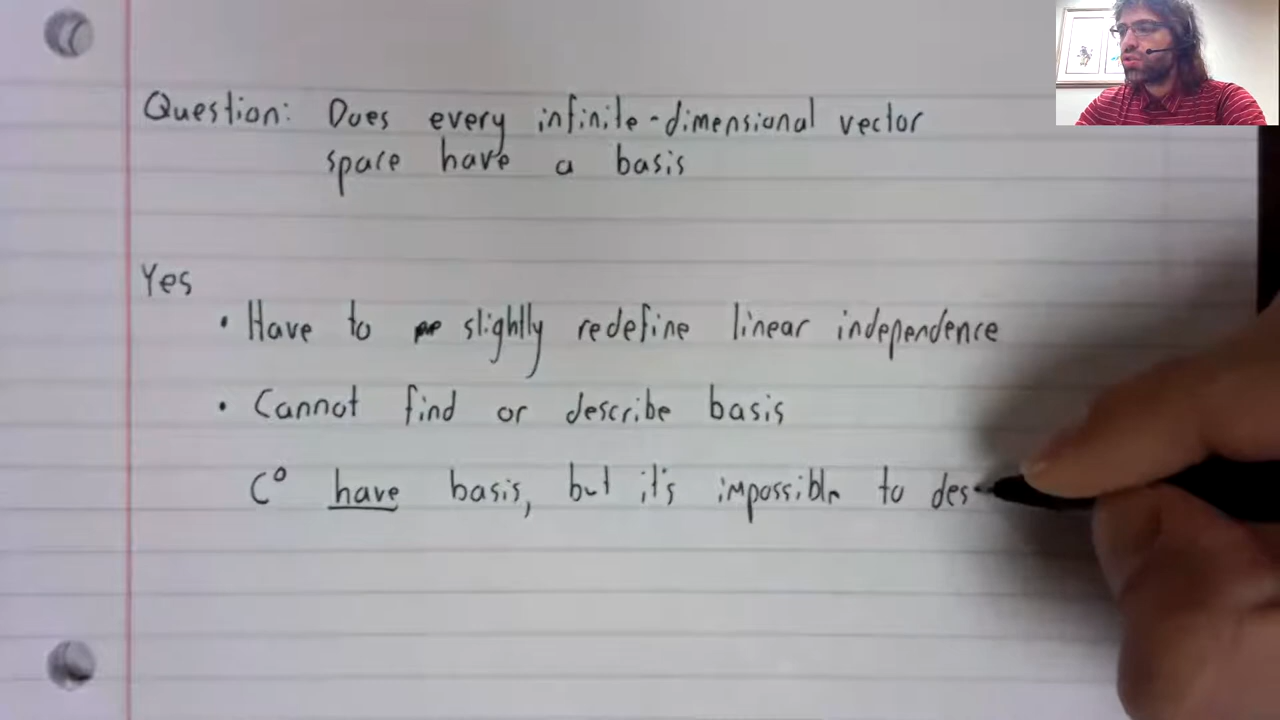 Question: Does every infinite-dimensional vector
space have a basis
Yes
• Have to slightly redefine linear independence
• Cannot find or describe basis
C⁰ have basis, but it's impossible to des